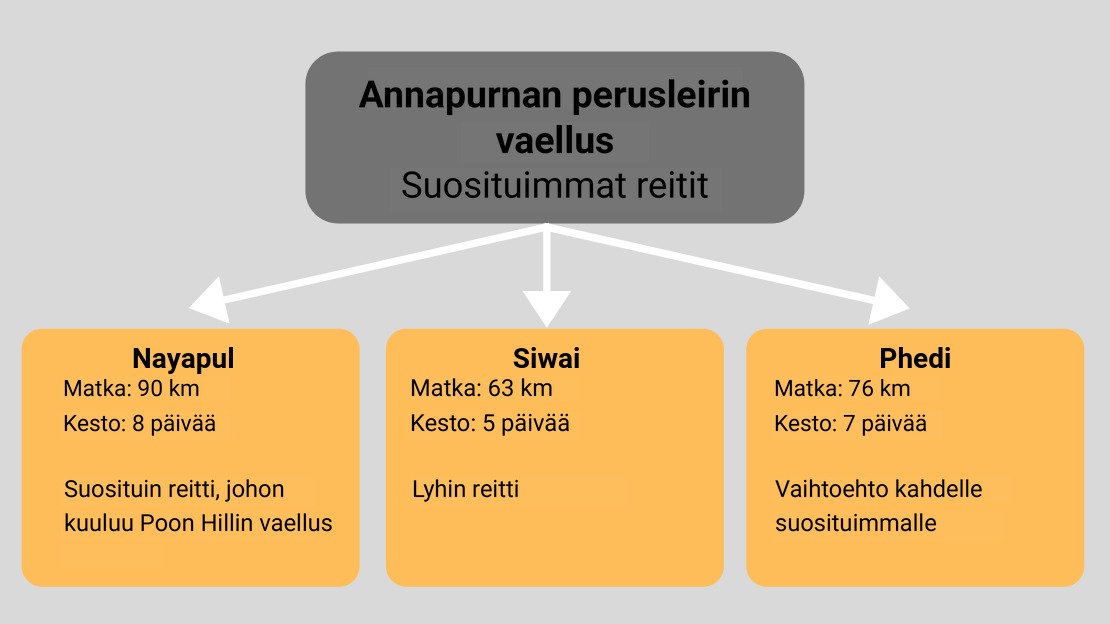 Annapurnan perusleirin
vaellus
Suosituimmat reitit
Nayapul
Matka: 90 km
Kesto: 8 päivää
Suosituin reitti, johon
kuuluu Poon Hillin vaellus
Siwai
Matka: 63 km
Kesto: 5 päivää
Lyhin reitti
Phedi
Matka: 76 km
Kesto: 7 päivää
Vaihtoehto kahdelle
suosituimmalle